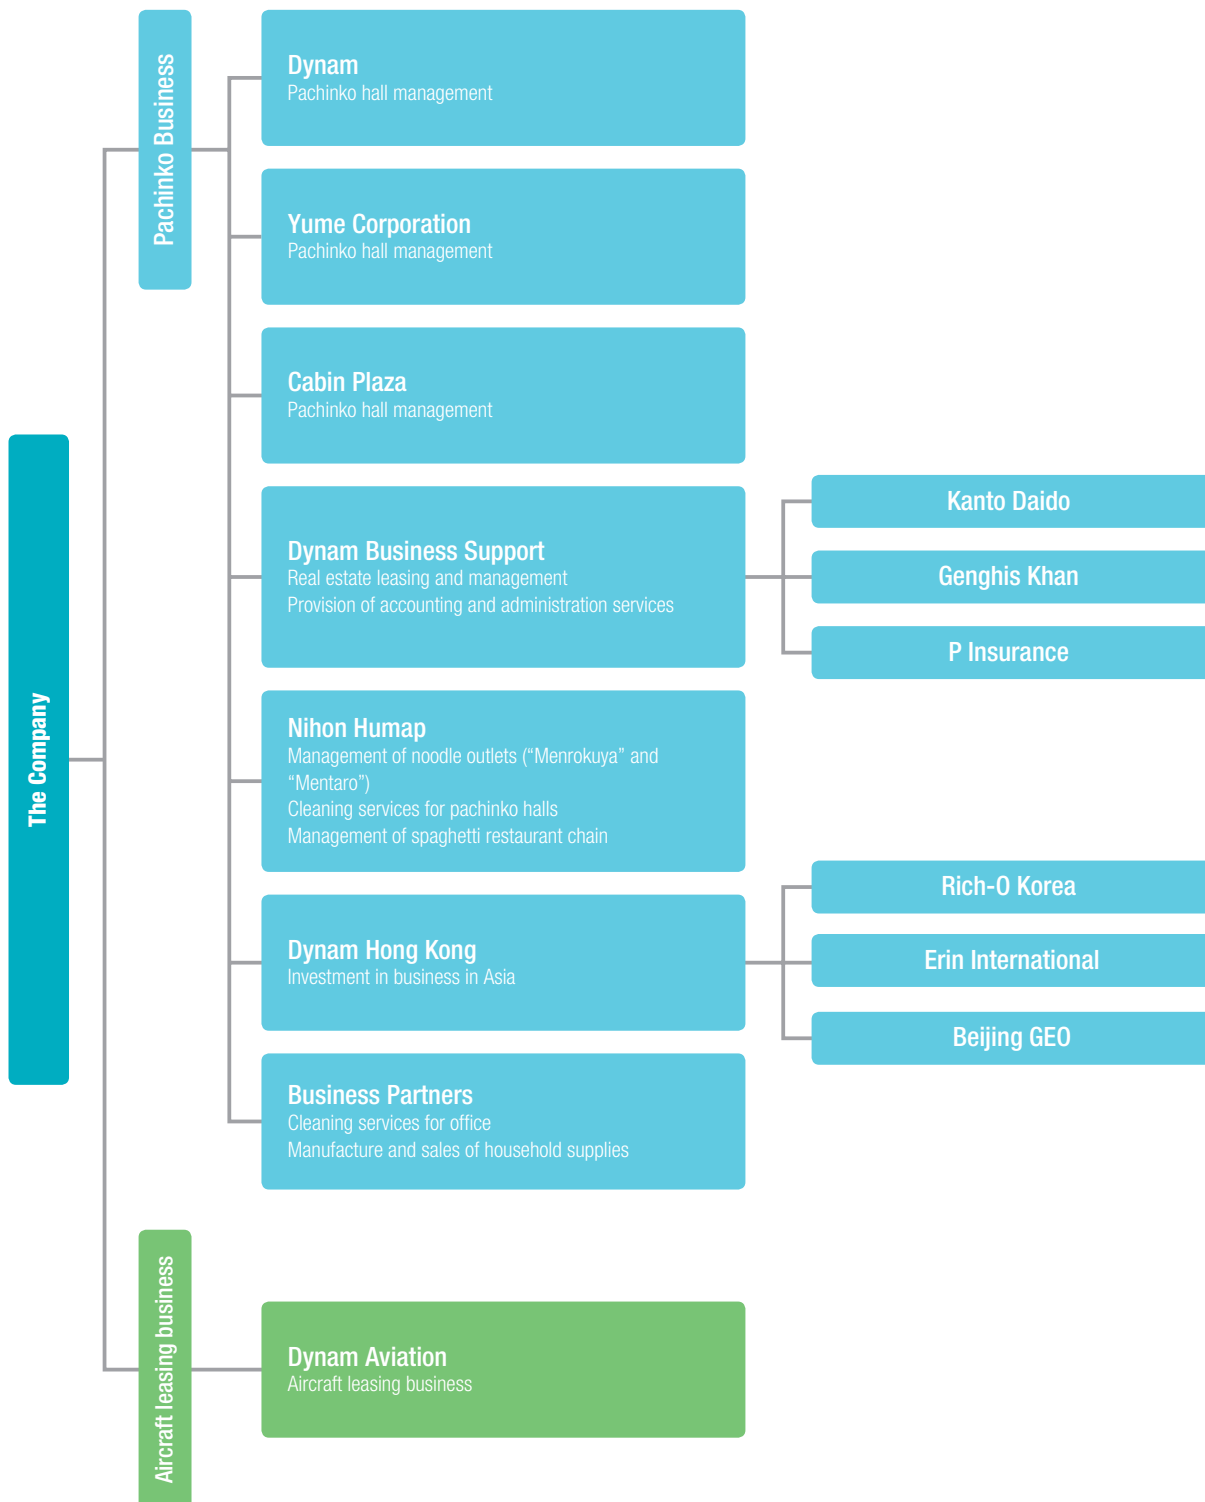 The Company
Pachinko Business
Dynam
Pachinko hall management
Yume Corporation
Pachinko hall management
Cabin Plaza
Pachinko hall management
Dynam Business Support
Real estate leasing and management
Provision of accounting and administration services
Kanto Daido
Genghis Khan
P Insurance
Nihon Humap
Management of noodle outlets (“Menrokuya” and
“Mentaro”)
Cleaning services for pachinko halls
Management of spaghetti restaurant chain
Dynam Hong Kong
Investment in business in Asia
Rich-O Korea
Erin International
Beijing GEO
Business Partners
Cleaning services for office
Manufacture and sales of household supplies
Aircraft leasing business
Dynam Aviation
Aircraft leasing business